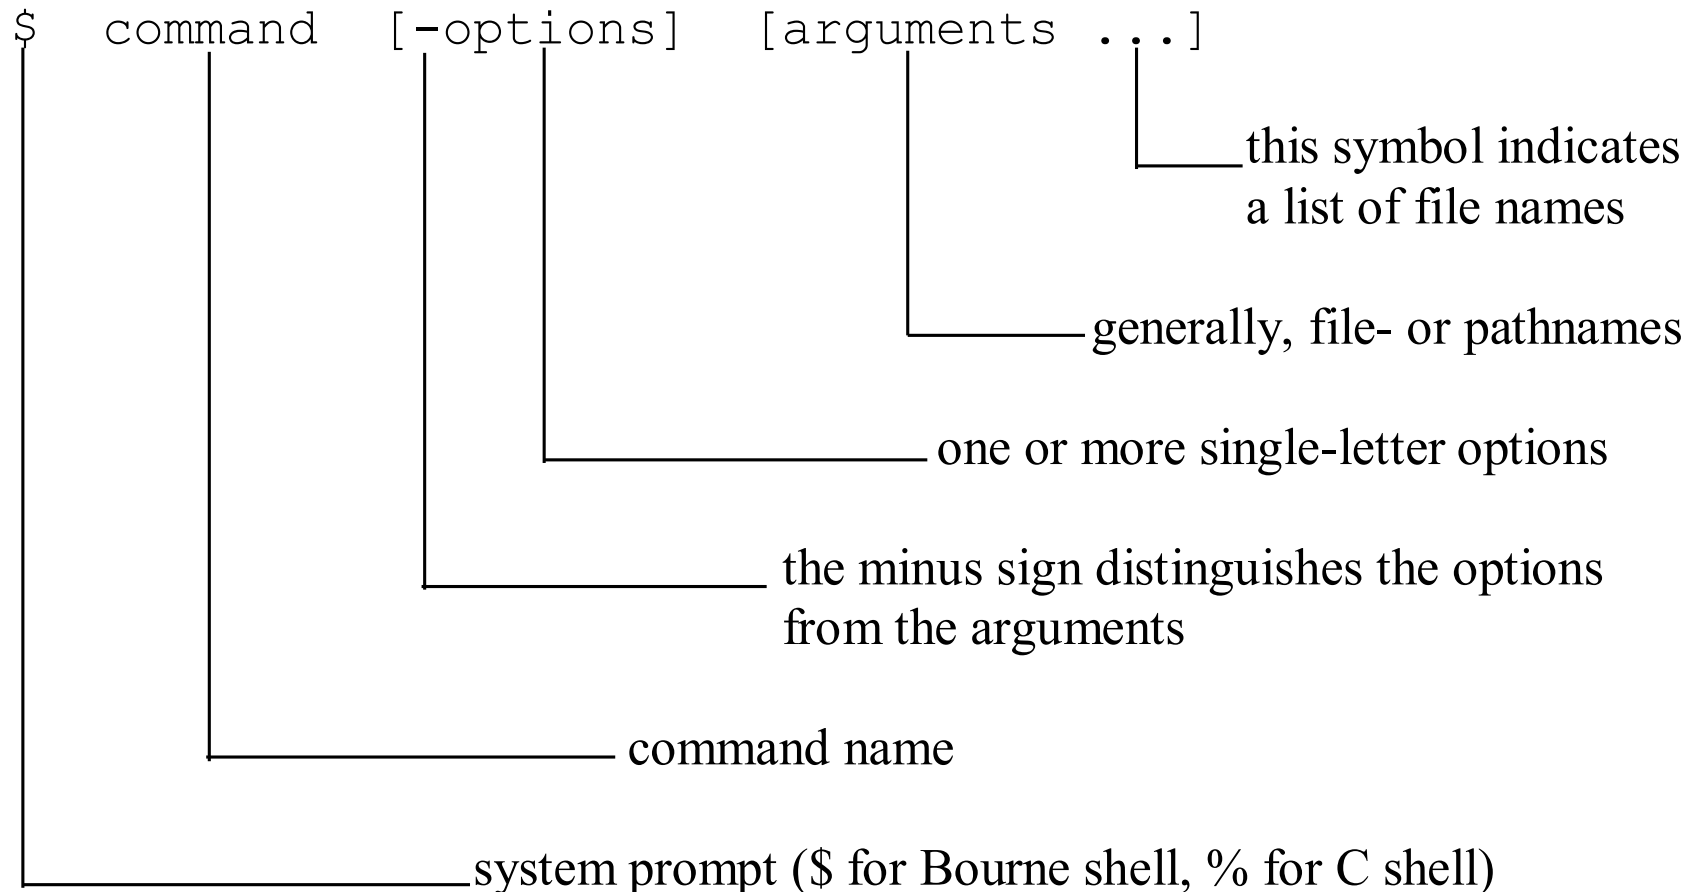 $ command [-options] [arguments ...]
this symbol indicates
a list of file names
generally, file- or pathnames
one or more single-letter options
the minus sign distinguishes the options
from the arguments
command name
system prompt ($ for Bourne shell, % for C shell)